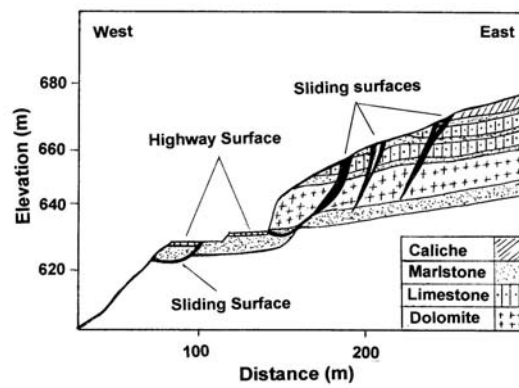 West
East
Sliding surfaces
Highway Surface
Sliding Surface
Elevation (m)
680
660
640
620
100
200
Distance (m)
Caliche
Marlstone
Limestone
Dolomite